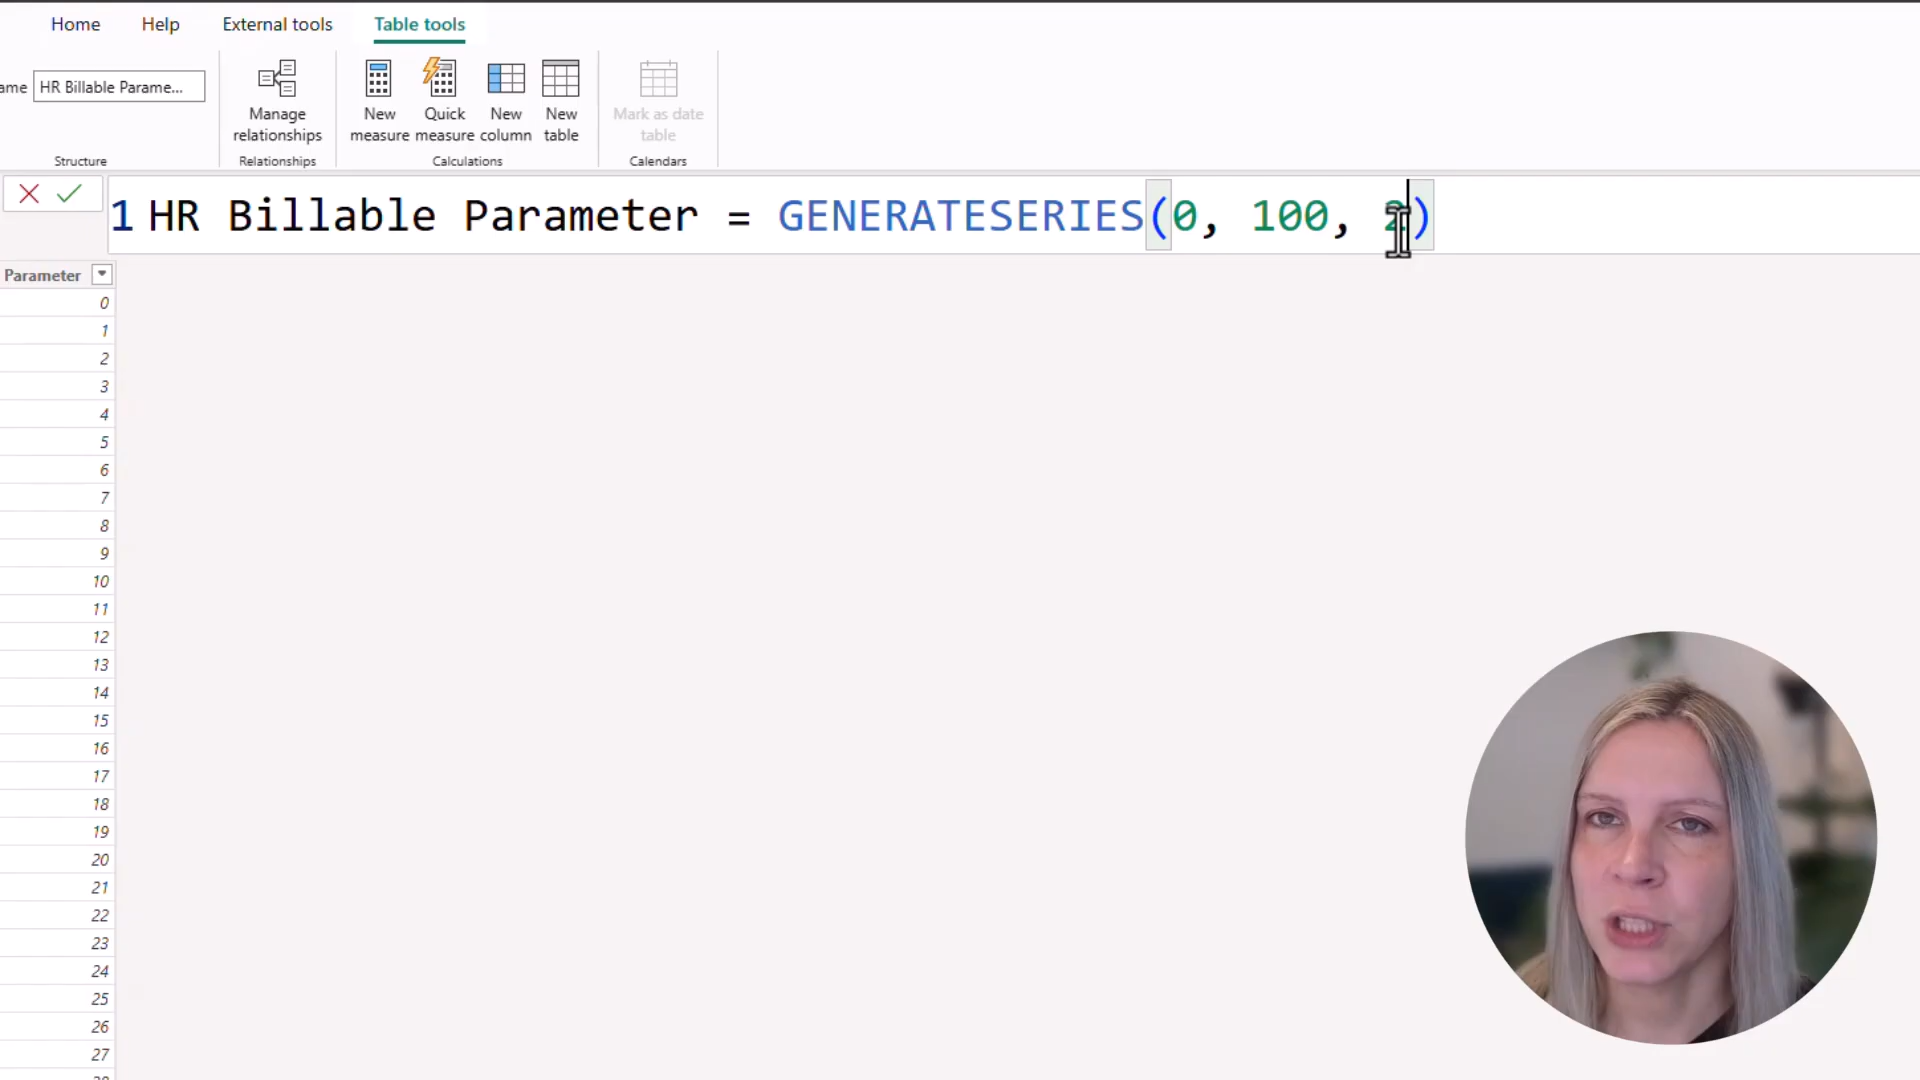 Home Help External tools Table tools
ame HR Billable Parame...
Manage relationships
New measure
Quick measure
New column
New table
Mark as date table
Structure Relationships Calculations Calendars
1 HR Billable Parameter = GENERATESERIES(0, 100, 2)
Parameter
0
1
2
3
4
5
6
7
8
9
10
11
12
13
14
15
16
17
18
19
20
21
22
23
24
25
26
27
28